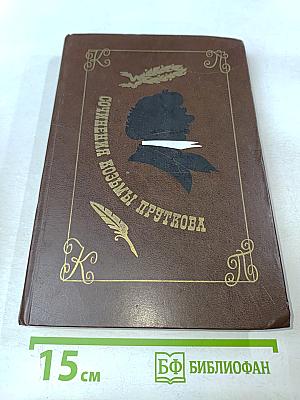 К П
СОЧИНЕНИЯ КОЗЬМЫ ПРУТКОВА
К П
15 см
БФ БИБЛИОФАН